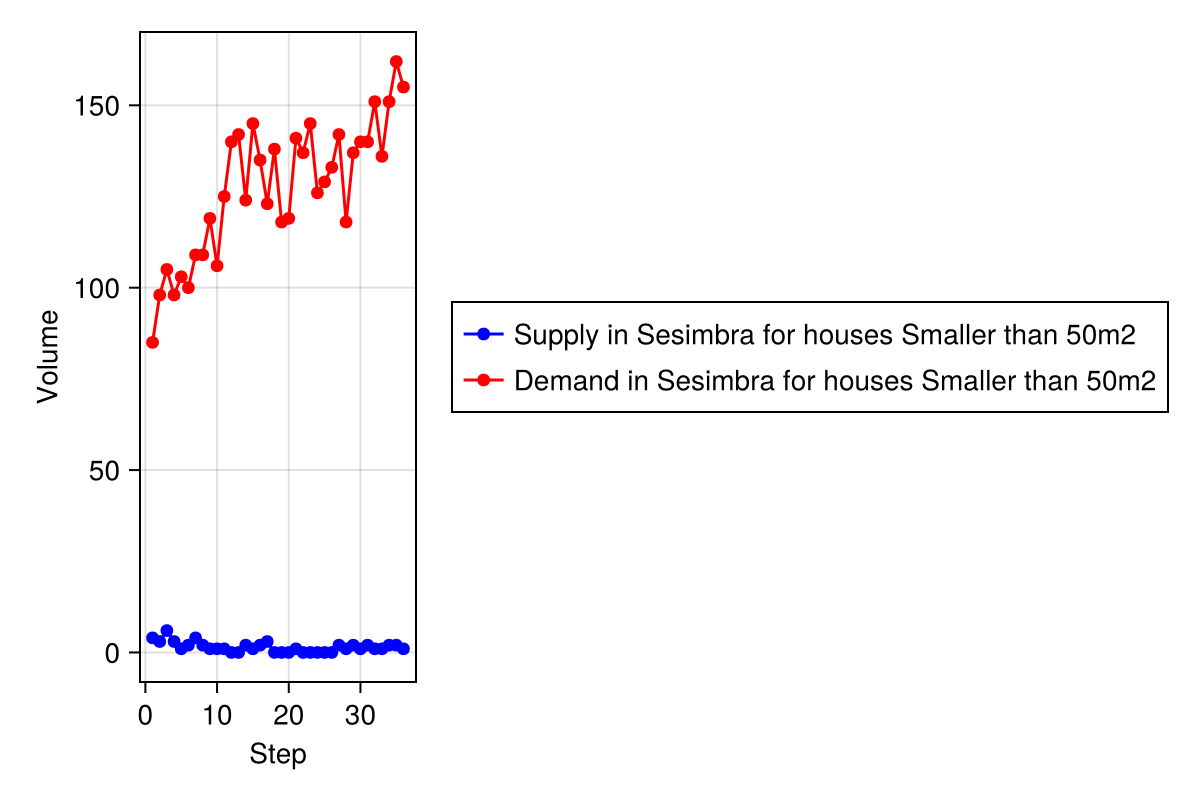 Volume
150
100
50
0
0 10 20 30
Step
Supply in Sesimbra for houses Smaller than 50m2
Demand in Sesimbra for houses Smaller than 50m2